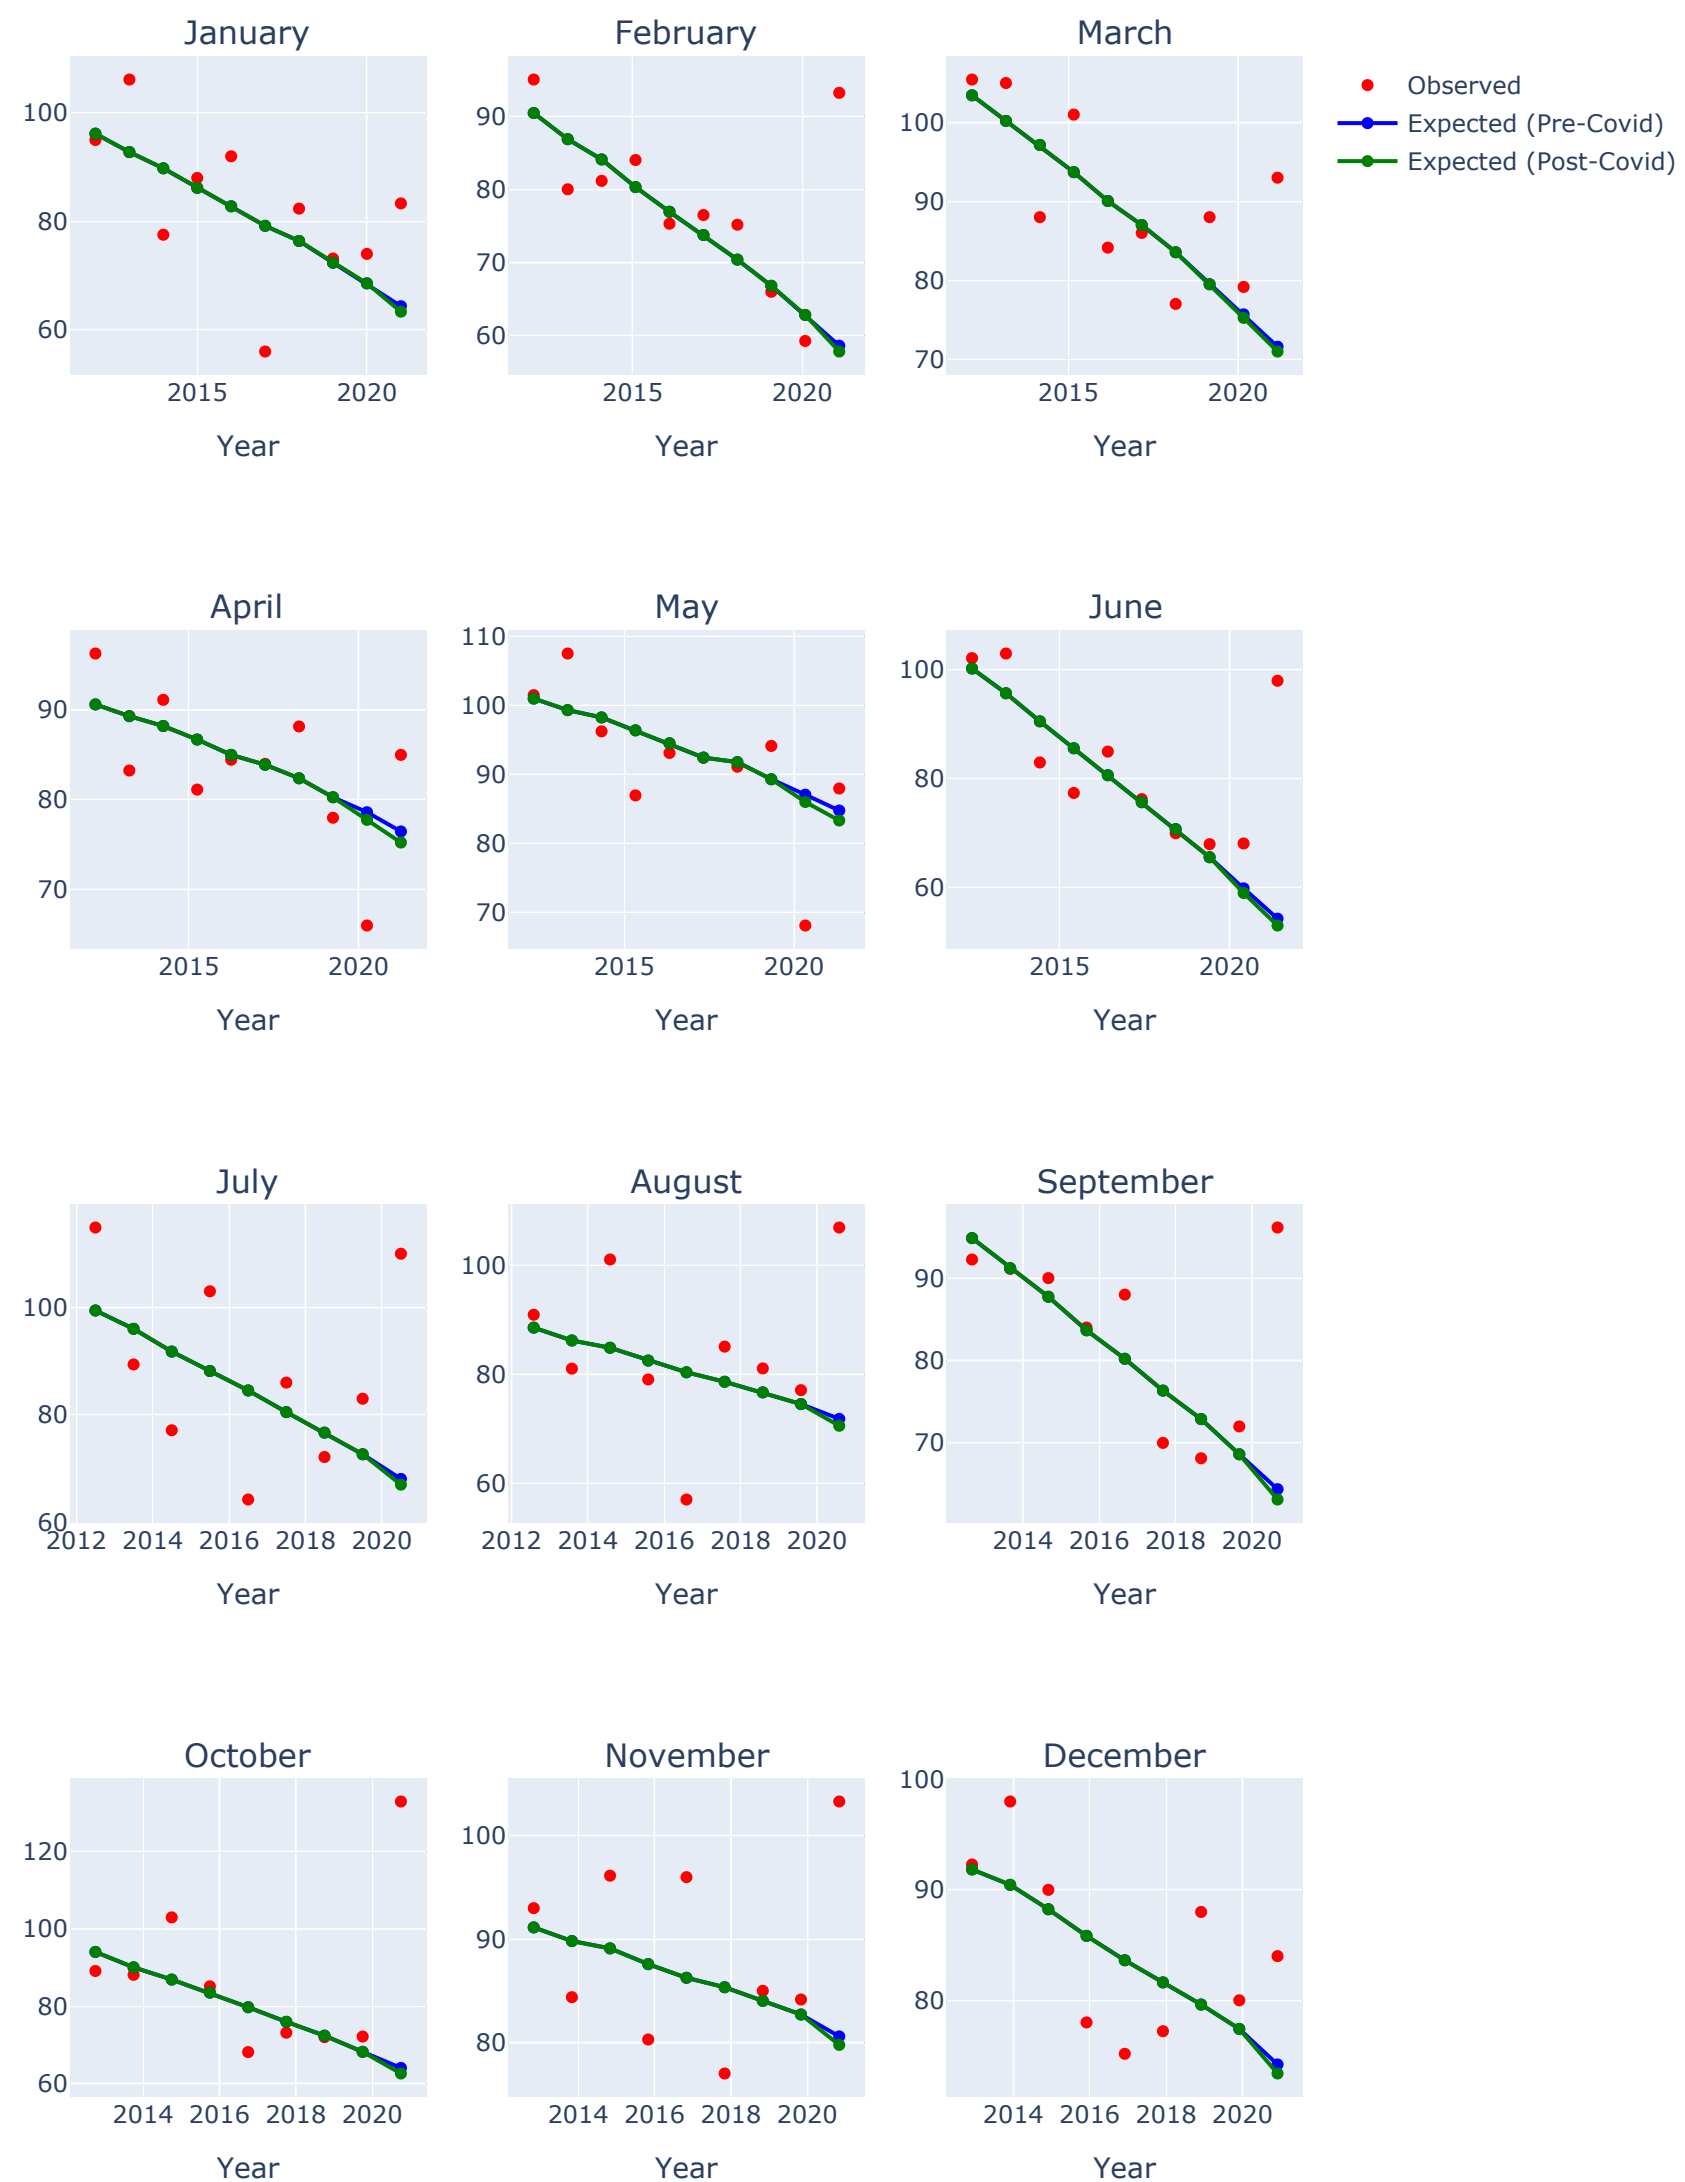 January
February
March
100
80
60
2015
2020
Year
90
80
70
60
2015
2020
Year
100
90
80
70
2015
2020
Year
Observed
Expected (Pre-Covid)
Expected (Post-Covid)
April
May
June
90
80
70
2015
2020
Year
110
100
90
80
70
2015
2020
Year
100
80
60
2015
2020
Year
July
August
September
100
80
60
2012
2014
2016
2018
2020
Year
100
80
60
2012
2014
2016
2018
2020
Year
90
80
70
2014
2016
2018
2020
Year
October
November
December
120
100
80
60
2014
2016
2018
2020
Year
100
90
80
2014
2016
2018
2020
Year
100
90
80
2014
2016
2018
2020
Year